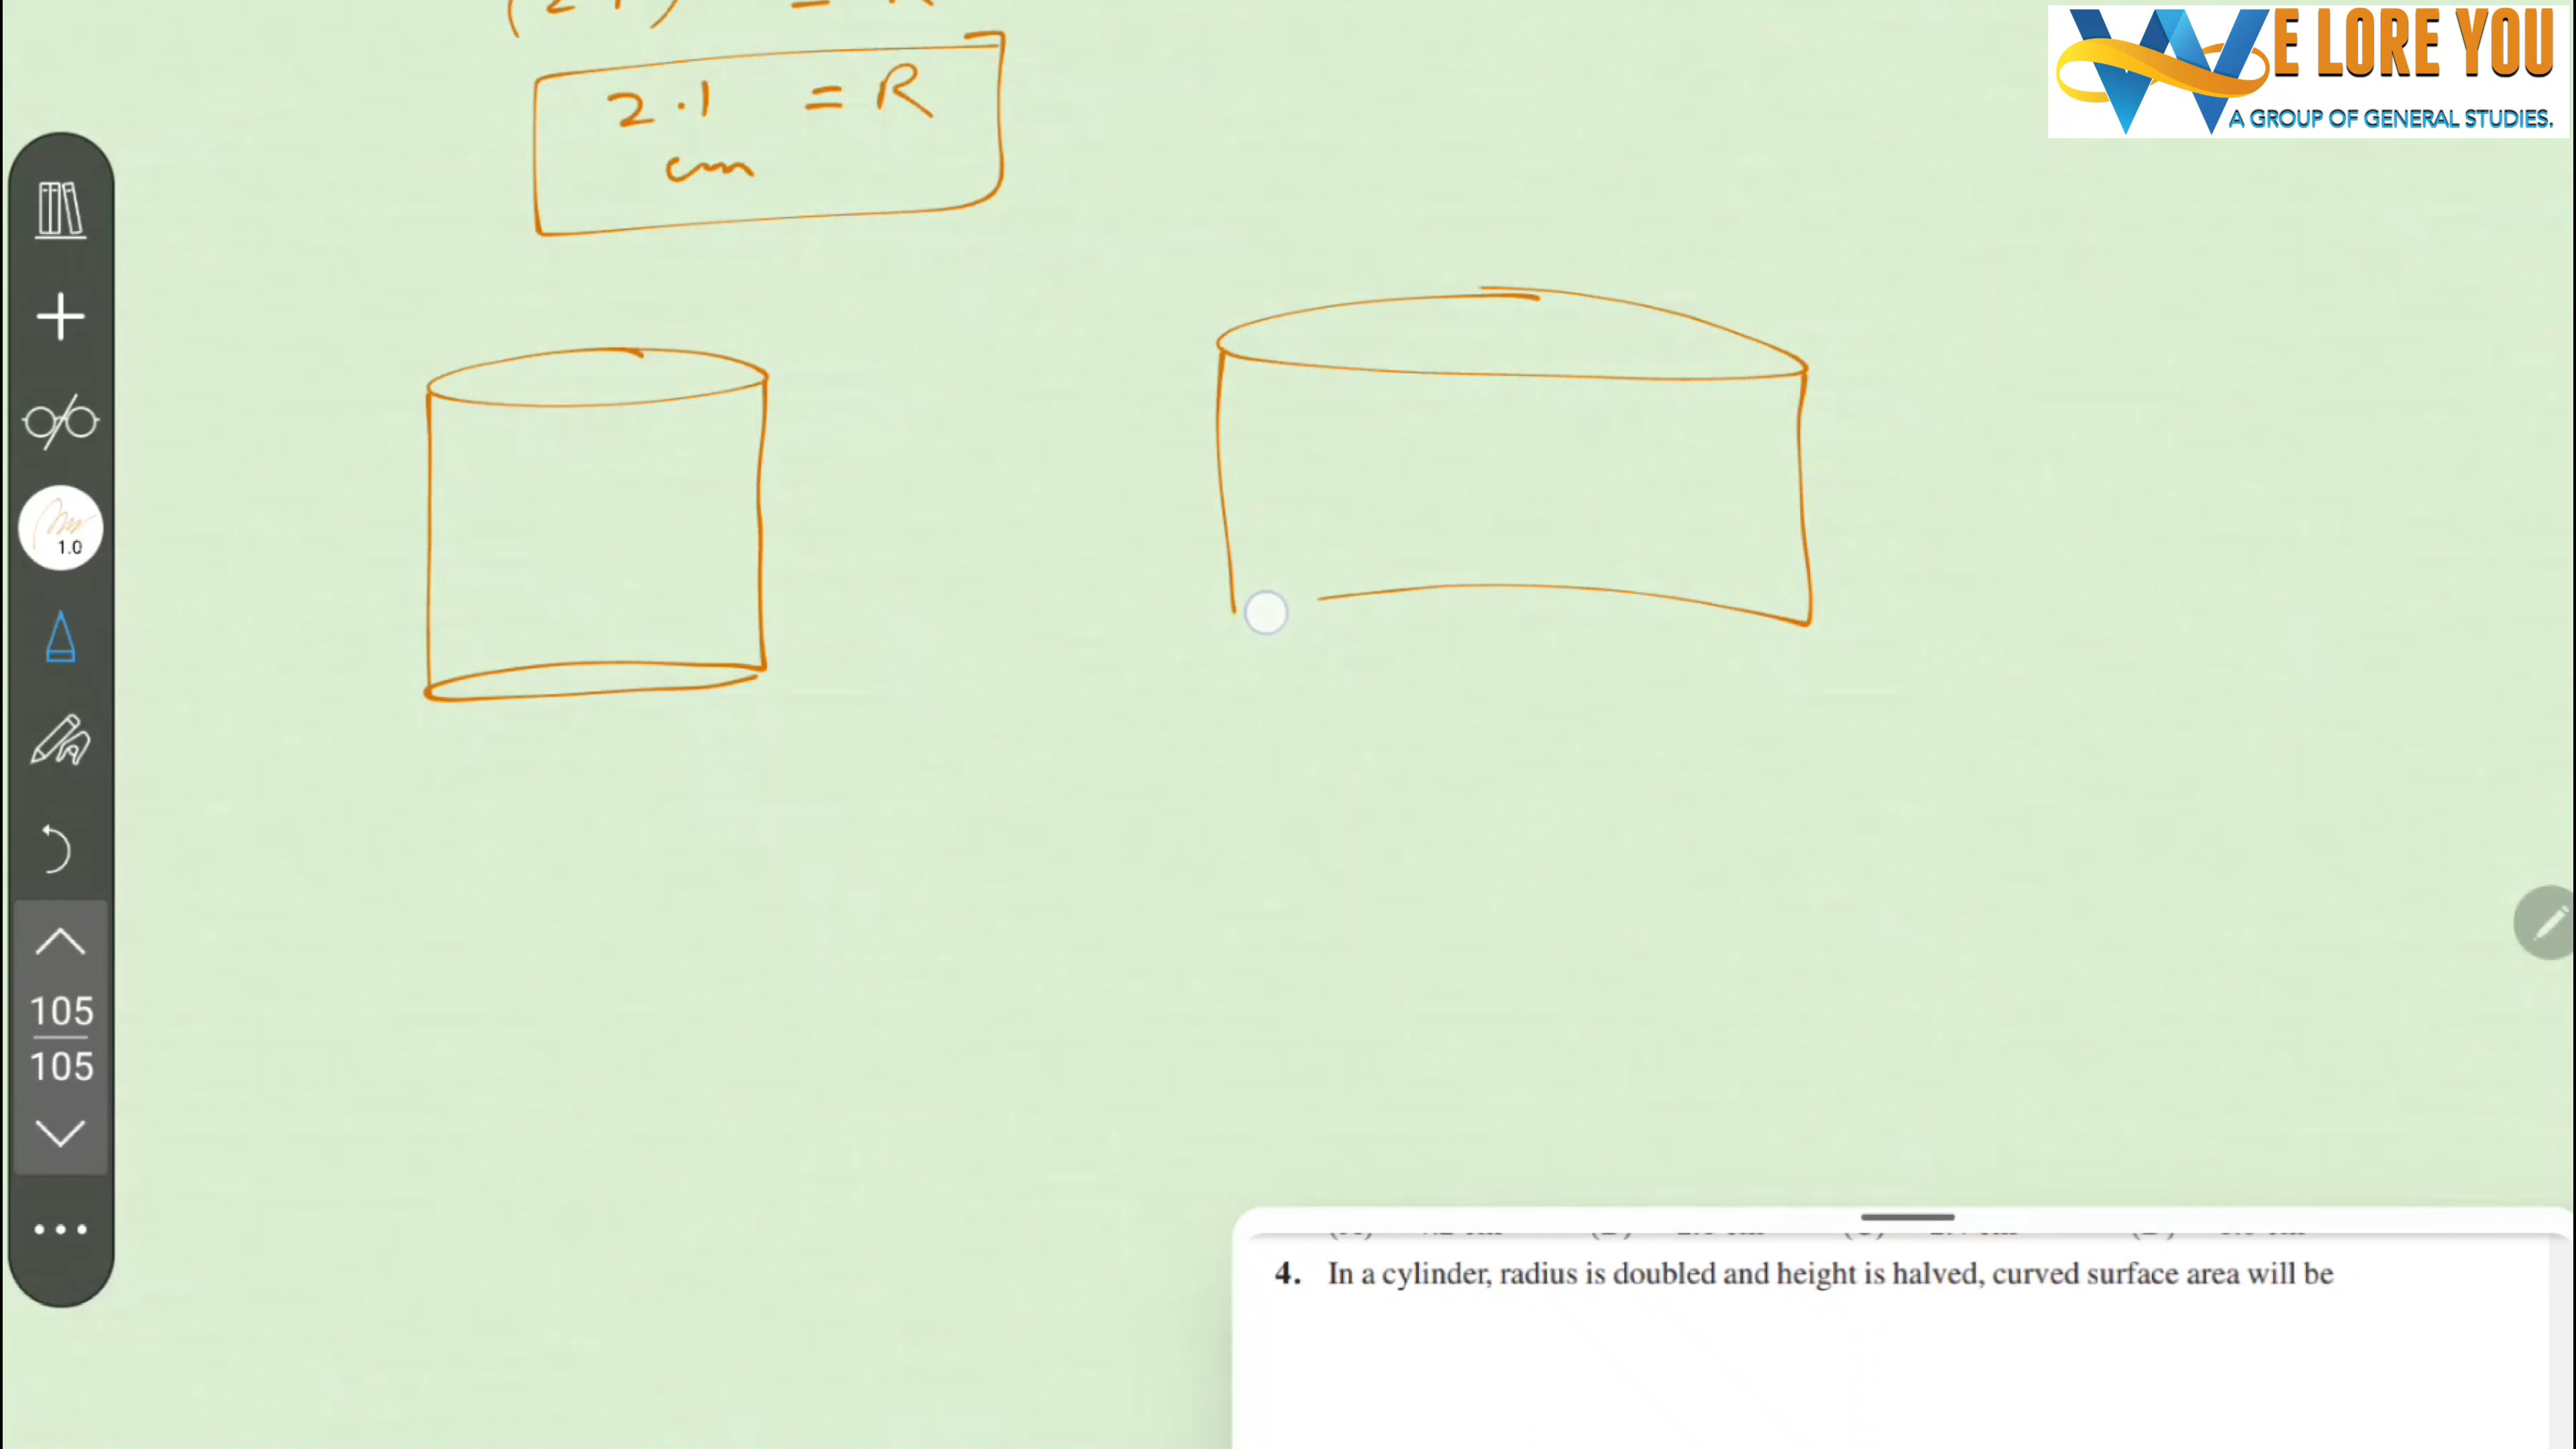 = R
2.1 = R
cm
WE LORE YOU
A GROUP OF GENERAL STUDIES.
1.0
105
105
4. In a cylinder, radius is doubled and height is halved, curved surface area will be